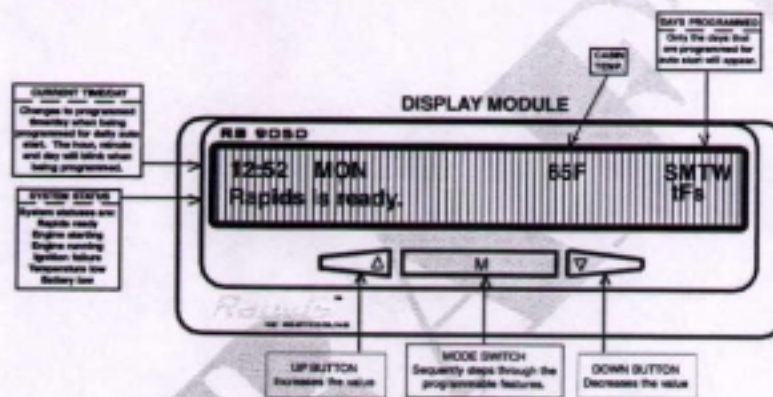 DAYS PROGRAMMED
Only the days that
are programmed for
auto start will appear.
CABIN
TEMP.
CURRENT TIME/DAY
Changes to programmed
time/day when being
programmed for daily auto
start. The hour, minute
and day will blink when
being programmed.
DISPLAY MODULE
12:52 MON 65F SMTW
Rapids is ready. tFs
SYSTEM STATUS
System statuses are:
Rapids ready
Engine starting
Engine running
Ignition failure
Temperature low
Battery low
M
UP BUTTON
Increases the value
MODE SWITCH
Sequently steps through the
programmable features.
DOWN BUTTON
Decreases the value